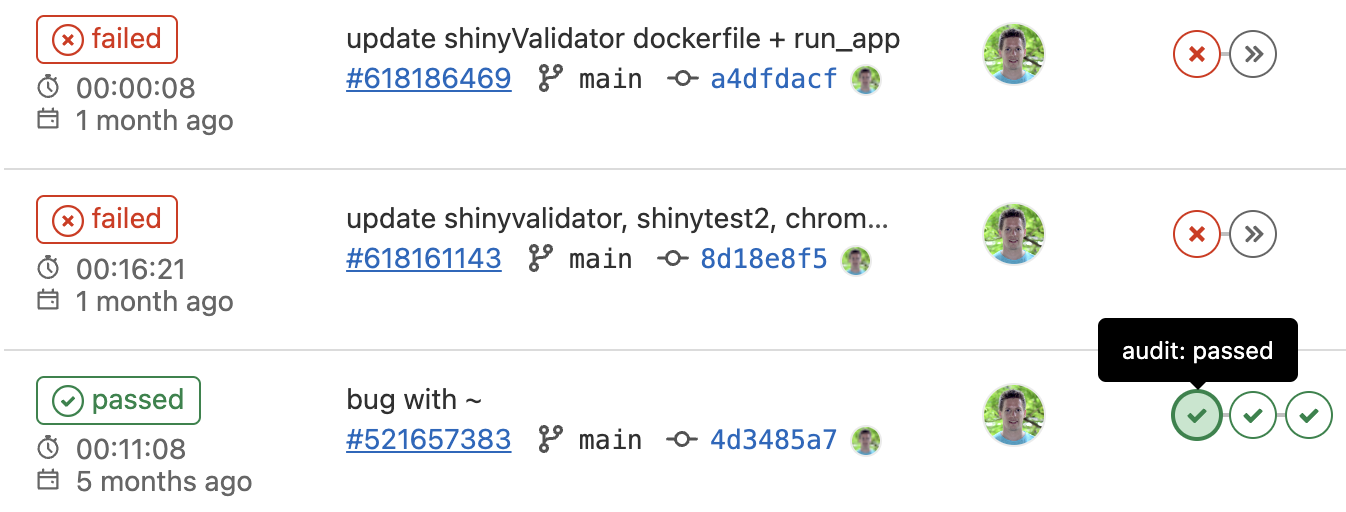 failed
update shinyValidator dockerfile + run_app
00:00:08
#618186469 main a4dfdacf
1 month ago
failed
update shinyvalidator, shinytest2, chrom...
00:16:21
#618161143 main 8d18e8f5
1 month ago
audit: passed
passed
bug with ~
00:11:08
#521657383 main 4d3485a7
5 months ago